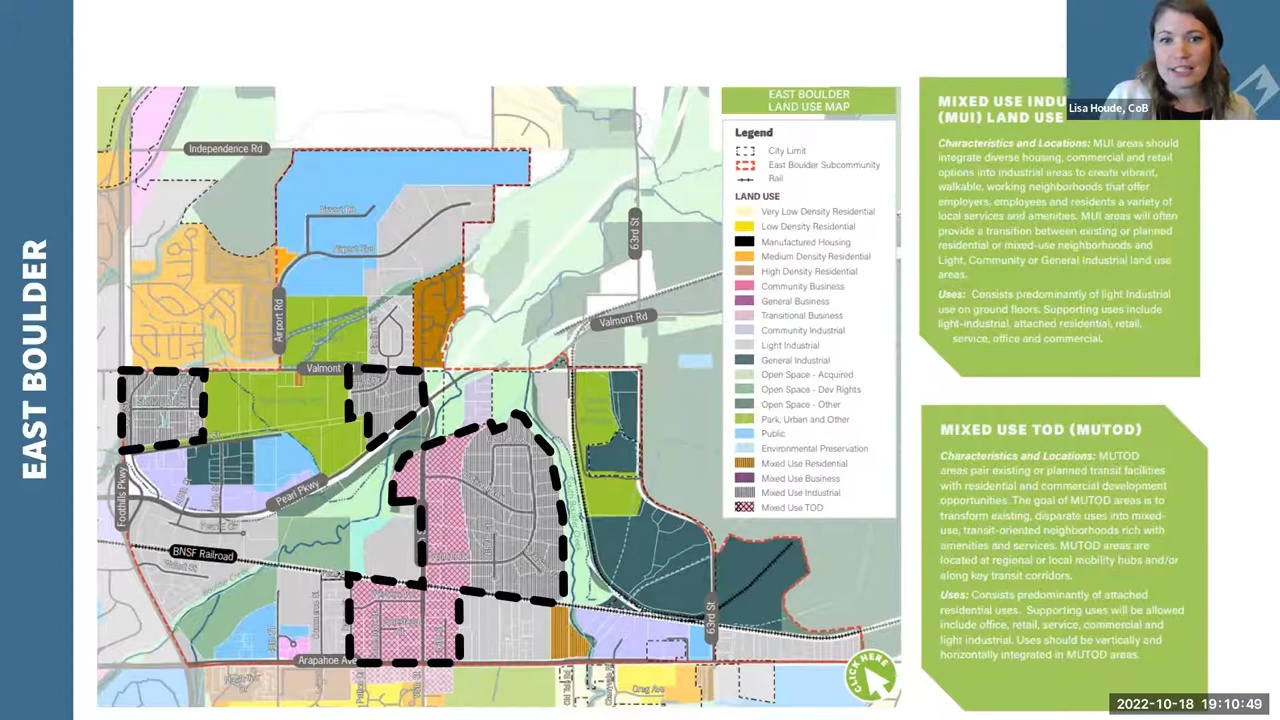 EAST BOULDER
Independence Rd
Airport Rd
Airport Blvd
63rd St
Airport Rd
Valmont Rd
Valmont
Foothills Pkwy
Pearl Pkwy
BNSF Railroad
63rd St
Arapahoe Ave
Greg Ave
EAST BOULDER
LAND USE MAP
Legend
City Limit
East Boulder Subcommunity
Rail
LAND USE
Very Low Density Residential
Low Density Residential
Manufactured Housing
Medium Density Residential
High Density Residential
Community Business
General Business
Transitional Business
Community Industrial
Light Industrial
General Industrial
Open Space - Acquired
Open Space - Dev Rights
Open Space - Other
Park, Urban and Other
Public
Environmental Preservation
Mixed Use Residential
Mixed Use Business
Mixed Use Industrial
Mixed Use TOD
CLICK HERE
Lisa Houde, CoB
MIXED USE INDU
(MUI) LAND USE
Characteristics and Locations: MUI areas should
integrate diverse housing, commercial and retail
options into industrial areas to create vibrant,
walkable, working neighborhoods that offer
employers, employees and residents a variety of
local services and amenities. MUI areas will often
provide a transition between existing or planned
residential or mixed-use neighborhoods and
Light, Community or General Industrial land use
areas.
Uses: Consists predominantly of light Industrial
use on ground floors. Supporting uses include
light-industrial, attached residential, retail,
service, office and commercial.
MIXED USE TOD (MUTOD)
Characteristics and Locations: MUTOD
areas pair existing or planned transit facilities
with residential and commercial development
opportunities. The goal of MUTOD areas is to
transform existing, disparate uses into mixed-
use, transit-oriented neighborhoods rich with
amenities and services. MUTOD areas are
located at regional or local mobility hubs and/or
along key transit corridors.
Uses: Consists predominantly of attached
residential uses. Supporting uses will be allowed
include office, retail, service, commercial and
light industrial. Uses should be vertically and
horizontally integrated in MUTOD areas.
2022-10-18 19:10:49